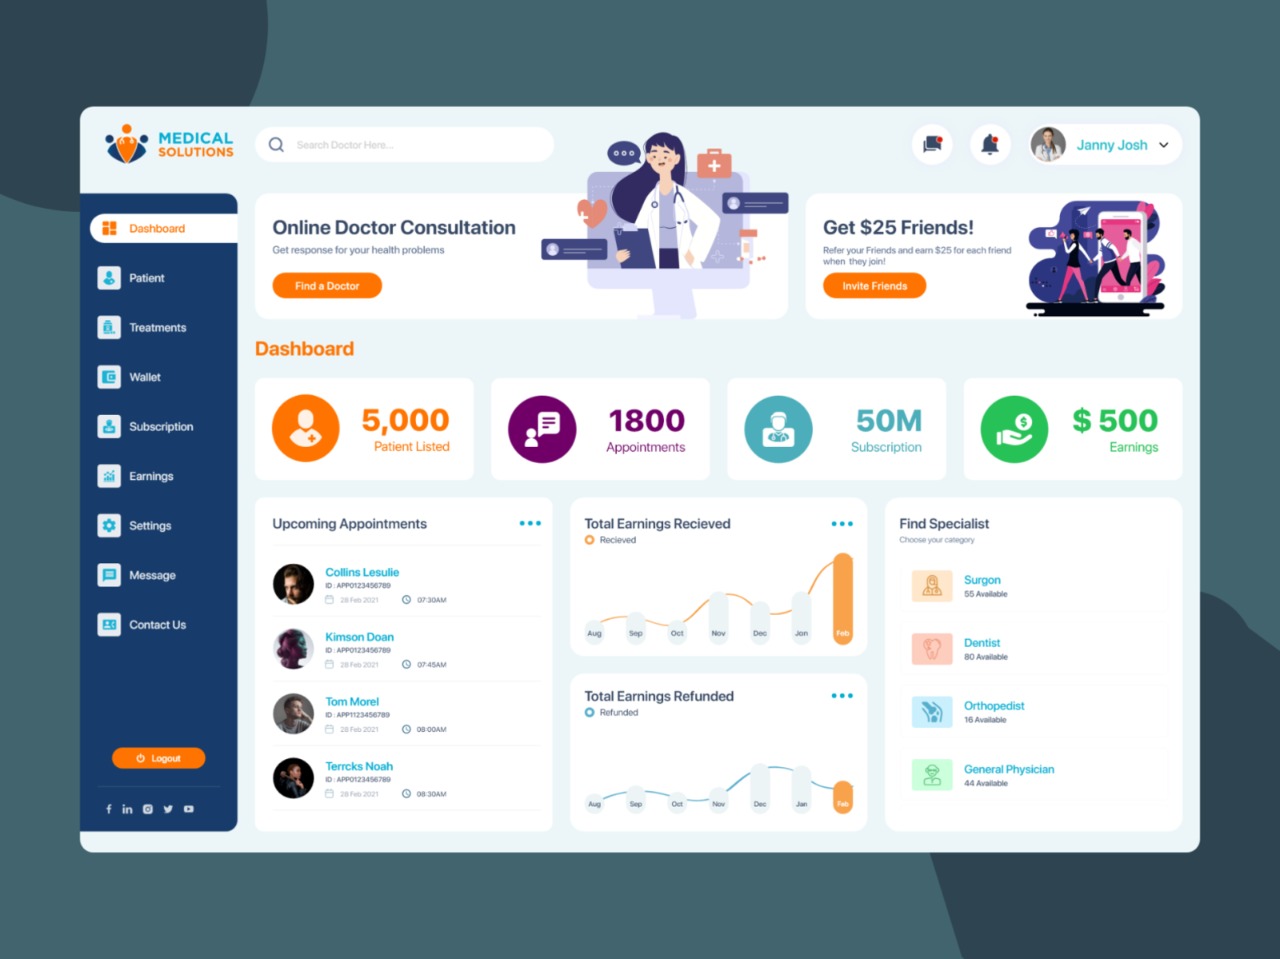 MEDICAL
SOLUTIONS
Search Doctor Here...
Janny Josh
Dashboard
Patient
Treatments
Wallet
Subscription
Earnings
Settings
Message
Contact Us
Logout
Online Doctor Consultation
Get response for your health problems
Find a Doctor
Get $25 Friends!
Refer your Friends and earn $25 for each friend
when they join!
Invite Friends
Dashboard
5,000
Patient Listed
1800
Appointments
50M
Subscription
$ 500
Earnings
Upcoming Appointments
Collins Lesulie
ID : APP0123456789
28 Feb 2021 07:30AM
Kimson Doan
ID : APP0123456789
28 Feb 2021 07:45AM
Tom Morel
ID : APP1123456789
28 Feb 2021 08:00AM
Terrcks Noah
ID : APP0123456789
28 Feb 2021 08:30AM
Total Earnings Recieved
Recieved
Aug Sep Oct Nov Dec Jan Feb
Total Earnings Refunded
Refunded
Aug Sep Oct Nov Dec Jan Feb
Find Specialist
Choose your category
Surgon
55 Available
Dentist
80 Available
Orthopedist
16 Available
General Physician
44 Available